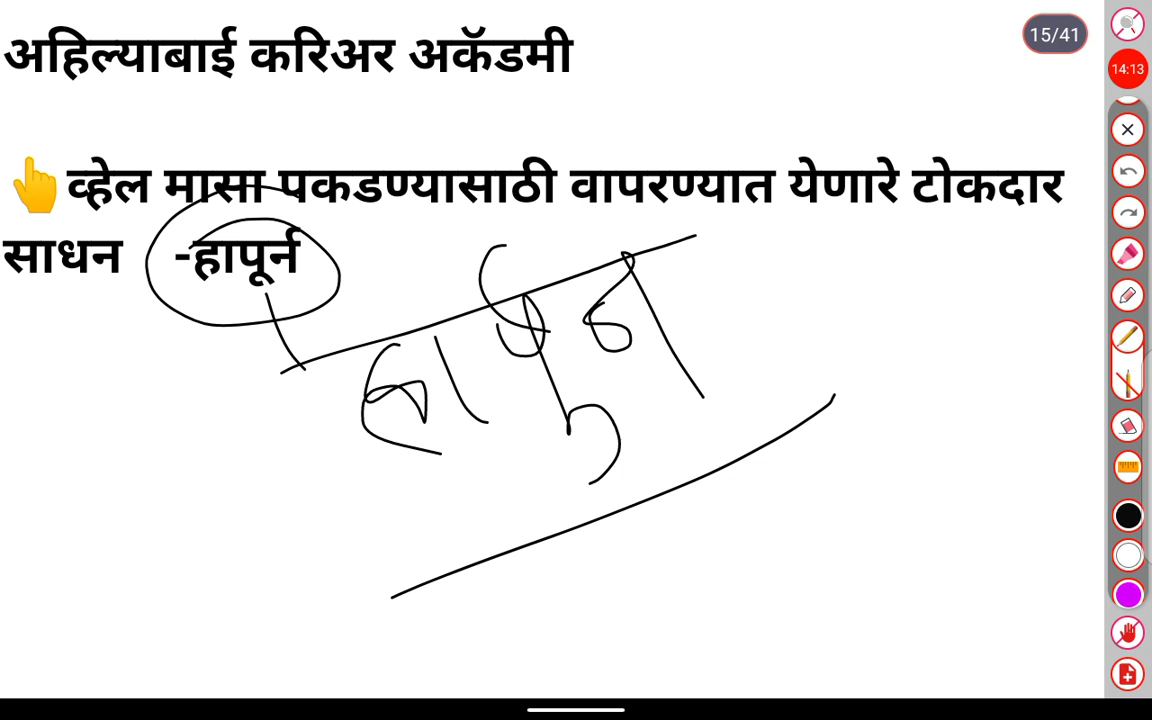 अहिल्याबाई करिअर अकॅडमी
15/41
14:13
👆व्हेल मासा पकडण्यासाठी वापरण्यात येणारे टोकदार
साधन -हापूर्न
हापून